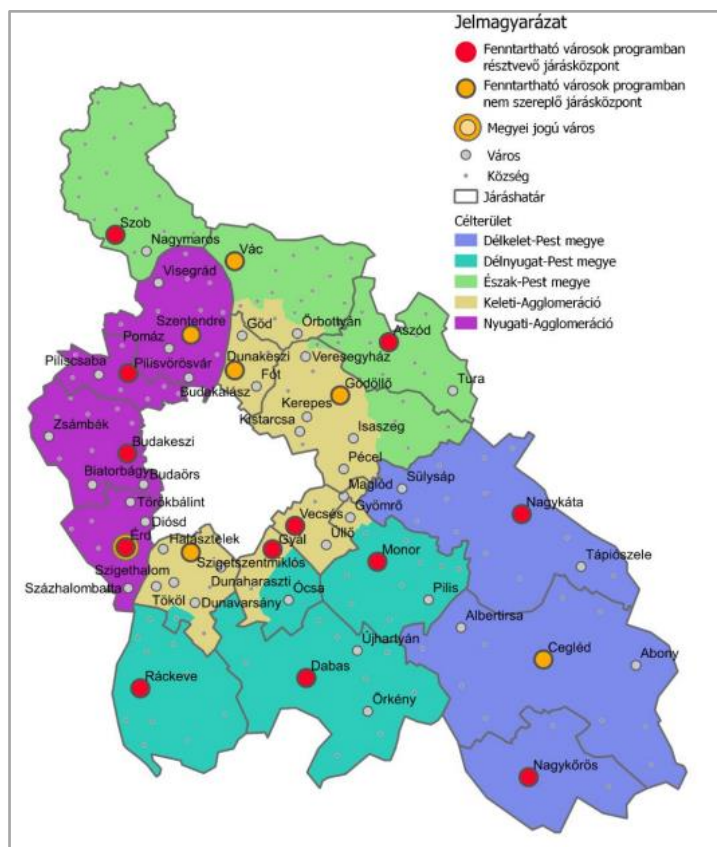 Jelmagyarázat
Fenntartható városok programban
résztvevő járásközpont
Fenntartható városok programban
nem szereplő járásközpont
Megyei jogú város
Város
Község
Járáshatár
Célterület
Délkelet-Pest megye
Délnyugat-Pest megye
Észak-Pest megye
Keleti-Agglomeráció
Nyugati-Agglomeráció
Szob
Nagymaros
Vác
Visegrád
Szentendre
Göd
Őrbottyán
Aszód
Pomáz
Piliscsaba
Pilisvörösvár
Dunakeszi
Veresegyház
Fót
Budakalász
Gödöllő
Tura
Kerepes
Kistarcsa
Zsámbék
Isaszeg
Budakeszi
Pécel
Biatorbágy
Budaörs
Maglód
Sülysáp
Törökbálint
Gyömrő
Nagykáta
Diósd
Vecsés
Érd
Halásztelek
Gyál
Üllő
Monor
Szigetszentmiklós
Szigethalom
Tápiószele
Százhalombatta
Dunaharaszti
Ócsa
Pilis
Tököl
Dunavarsány
Albertirsa
Újhartyán
Cegléd
Abony
Ráckeve
Dabas
Örkény
Nagykőrös